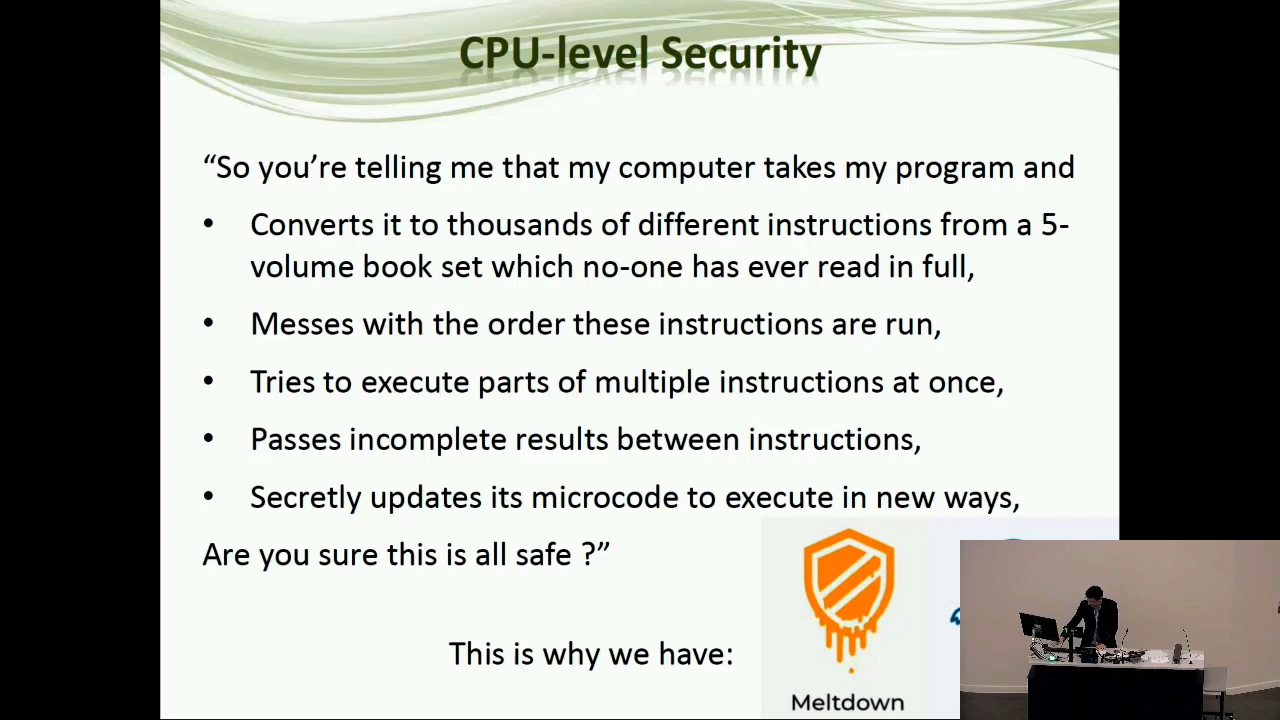 CPU-level Security
“So you’re telling me that my computer takes my program and
• Converts it to thousands of different instructions from a 5-
volume book set which no-one has ever read in full,
• Messes with the order these instructions are run,
• Tries to execute parts of multiple instructions at once,
• Passes incomplete results between instructions,
• Secretly updates its microcode to execute in new ways,
Are you sure this is all safe ?”
This is why we have:
Meltdown